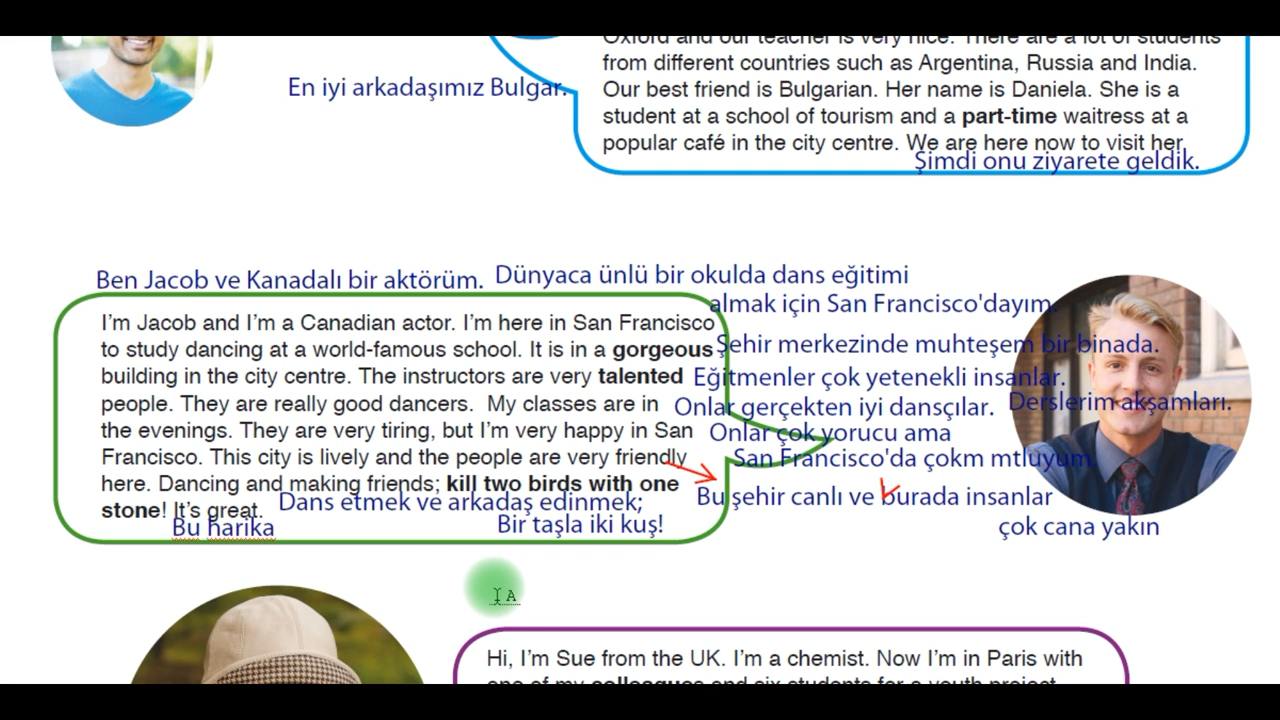 Oxford and our teacher is very nice. There are a lot of students
from different countries such as Argentina, Russia and India.
En iyi arkadaşımız Bulgar.
Our best friend is Bulgarian. Her name is Daniela. She is a
student at a school of tourism and a part-time waitress at a
popular café in the city centre. We are here now to visit her.
Şimdi onu ziyarete geldik.
Ben Jacob ve Kanadalı bir aktörüm.
Dünyaca ünlü bir okulda dans eğitimi
almak için San Francisco'dayım.
I'm Jacob and I'm a Canadian actor. I'm here in San Francisco
to study dancing at a world-famous school. It is in a gorgeous
Şehir merkezinde muhteşem bir binada.
building in the city centre. The instructors are very talented
Eğitmenler çok yetenekli insanlar.
people. They are really good dancers. My classes are in
Onlar gerçekten iyi dansçılar.
Derslerim akşamları.
the evenings. They are very tiring, but I'm very happy in San
Onlar çok yorucu ama
Francisco. This city is lively and the people are very friendly
San Francisco'da çokm mtluyum.
here. Dancing and making friends; kill two birds with one
Bu şehir canlı ve burada insanlar
çok cana yakın
stone! It's great.
Dans etmek ve arkadaş edinmek;
Bu harika
Bir taşla iki kuş!
A
Hi, I'm Sue from the UK. I'm a chemist. Now I'm in Paris with
one of my colleagues and six students for a youth project.